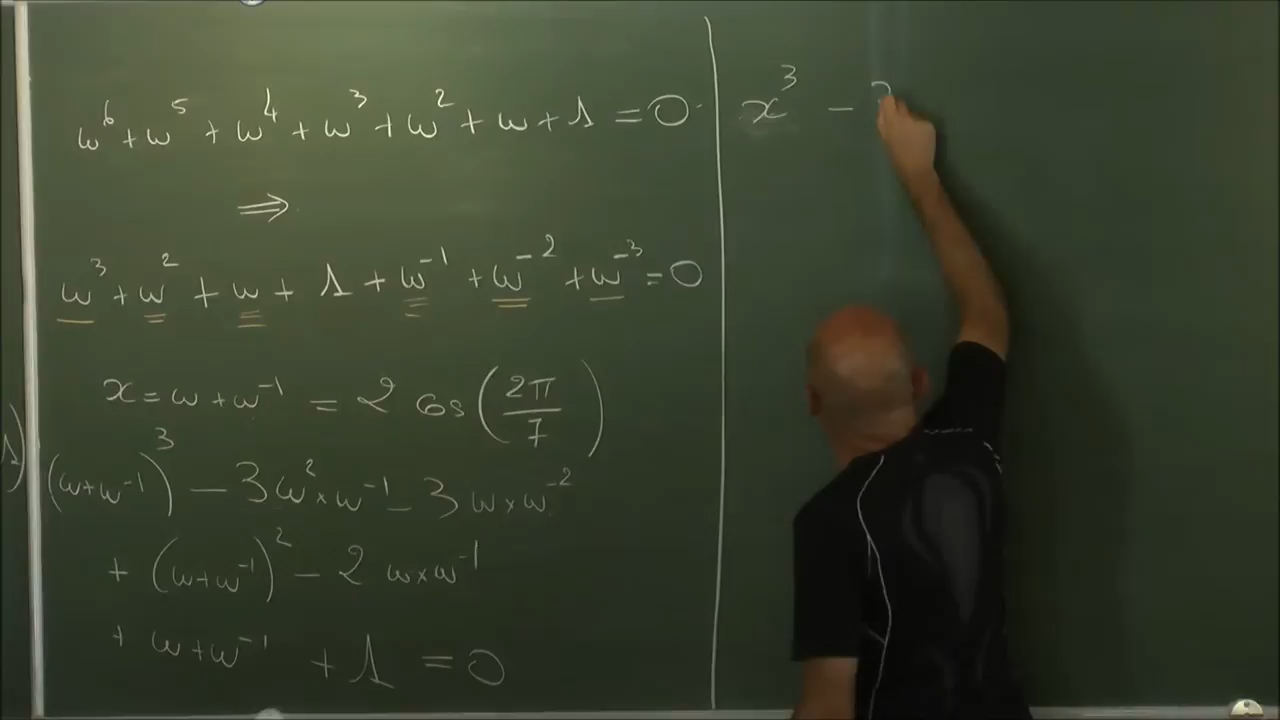 ω⁶ + ω⁵ + ω⁴ + ω³ + ω² + ω + 1 = 0
⇒
ω³ + ω² + ω + 1 + ω⁻¹ + ω⁻² + ω⁻³ = 0
x = ω + ω⁻¹ = 2 cos(2π/7)
(ω+ω⁻¹)³ − 3ω² × ω⁻¹ − 3 ω × ω⁻²
+ (ω+ω⁻¹)² − 2 ω×ω⁻¹
+ ω+ω⁻¹ + 1 = 0
x³ −